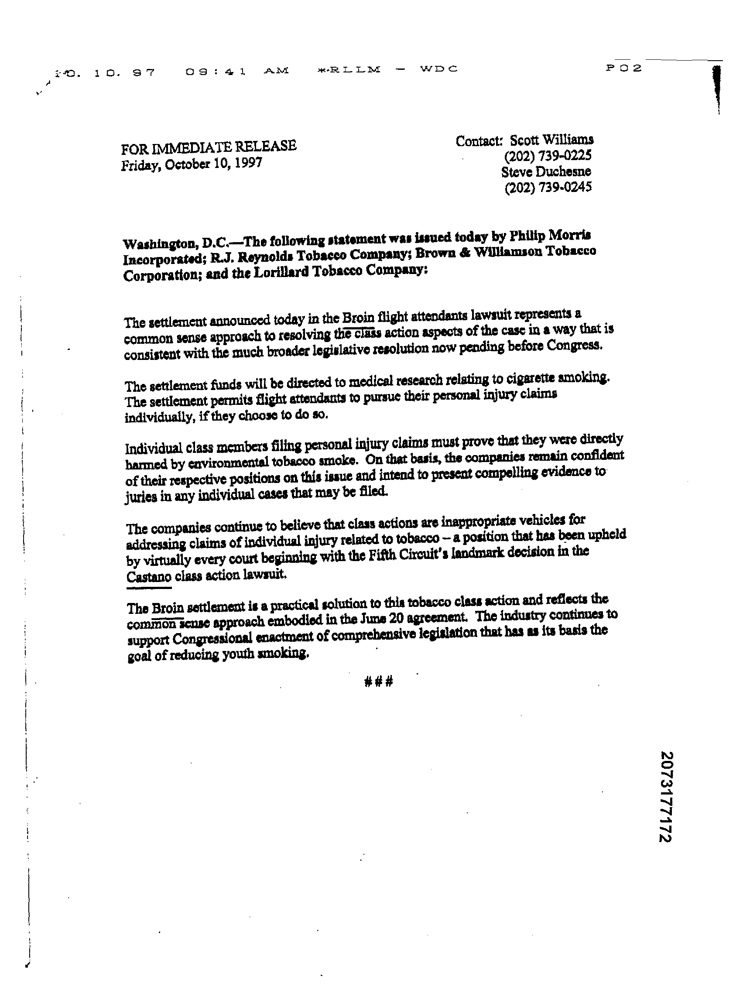 10. 10. 97 09:41 AM *RLLM - WDC P02
FOR IMMEDIATE RELEASE
Friday, October 10, 1997
Contact: Scott Williams
(202) 739-0225
Steve Duchesne
(202) 739-0245
Washington, D.C.—The following statement was issued today by Philip Morris
Incorporated; R.J. Reynolds Tobacco Company; Brown & Williamson Tobacco
Corporation; and the Lorillard Tobacco Company:
The settlement announced today in the Broin flight attendants lawsuit represents a
common sense approach to resolving the class action aspects of the case in a way that is
consistent with the much broader legislative resolution now pending before Congress.
The settlement funds will be directed to medical research relating to cigarette smoking.
The settlement permits flight attendants to pursue their personal injury claims
individually, if they choose to do so.
Individual class members filing personal injury claims must prove that they were directly
harmed by environmental tobacco smoke. On that basis, the companies remain confident
of their respective positions on this issue and intend to present compelling evidence to
juries in any individual cases that may be filed.
The companies continue to believe that class actions are inappropriate vehicles for
addressing claims of individual injury related to tobacco – a position that has been upheld
by virtually every court beginning with the Fifth Circuit's landmark decision in the
Castano class action lawsuit.
The Broin settlement is a practical solution to this tobacco class action and reflects the
common sense approach embodied in the June 20 agreement. The industry continues to
support Congressional enactment of comprehensive legislation that has as its basis the
goal of reducing youth smoking.
###
2073177172